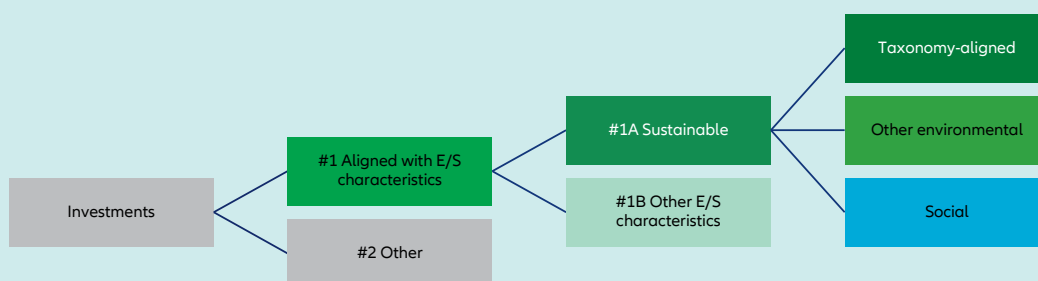 Investments
#1 Aligned with E/S
characteristics
#2 Other
#1A Sustainable
#1B Other E/S
characteristics
Taxonomy-aligned
Other environmental
Social